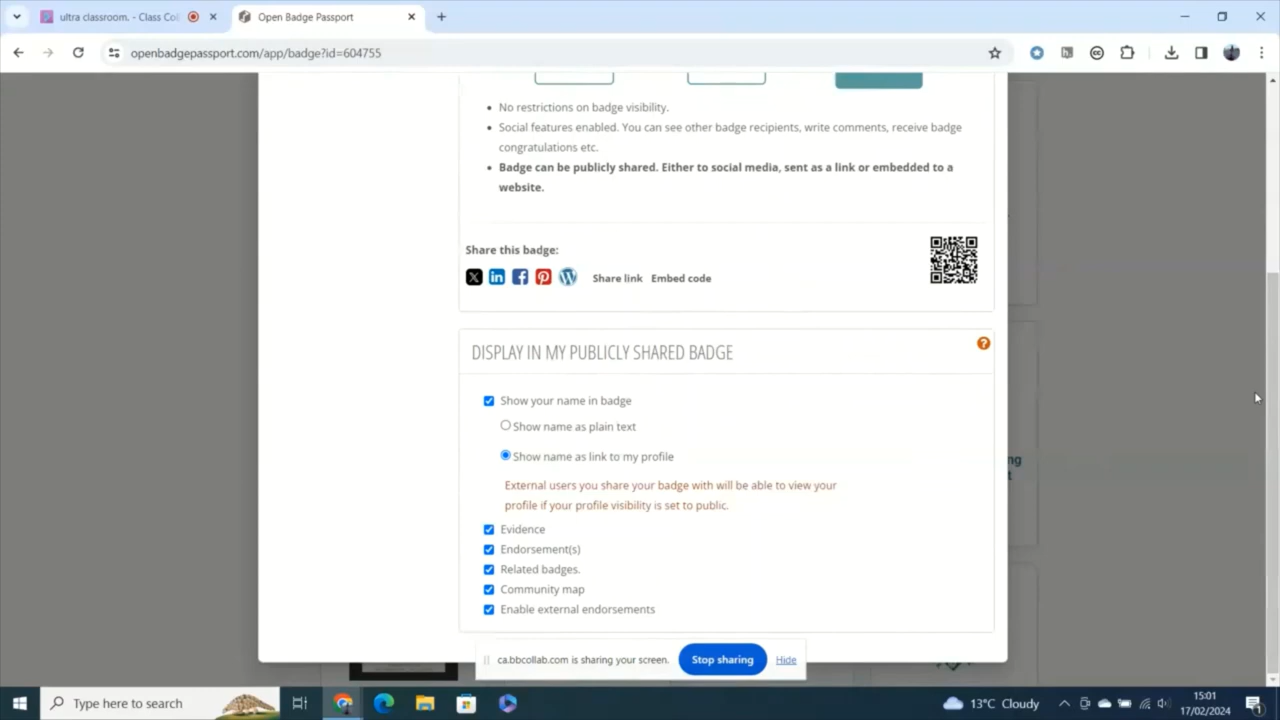 ultra classroom. - Class Col
Open Badge Passport
openbadgepassport.com/app/badge?id=604755
No restrictions on badge visibility.
Social features enabled. You can see other badge recipients, write comments, receive badge
congratulations etc.
Badge can be publicly shared. Either to social media, sent as a link or embedded to a
website.
Share this badge:
Share link Embed code
DISPLAY IN MY PUBLICLY SHARED BADGE
?
Show your name in badge
Show name as plain text
Show name as link to my profile
External users you share your badge with will be able to view your
profile if your profile visibility is set to public.
Evidence
Endorsement(s)
Related badges.
Community map
Enable external endorsements
ng
t
ca.bbcollab.com is sharing your screen. Stop sharing Hide
Type here to search
13°C Cloudy
15:01
17/02/2024